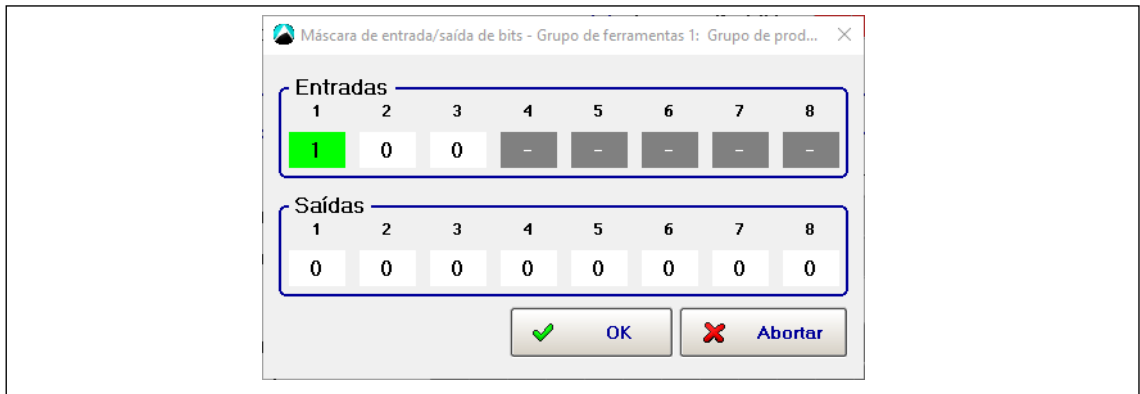 Máscara de entrada/saída de bits - Grupo de ferramentas 1: Grupo de prod...
Entradas
1 2 3 4 5 6 7 8
1 0 0 - - - - -
Saídas
1 2 3 4 5 6 7 8
0 0 0 0 0 0 0 0
OK Abortar